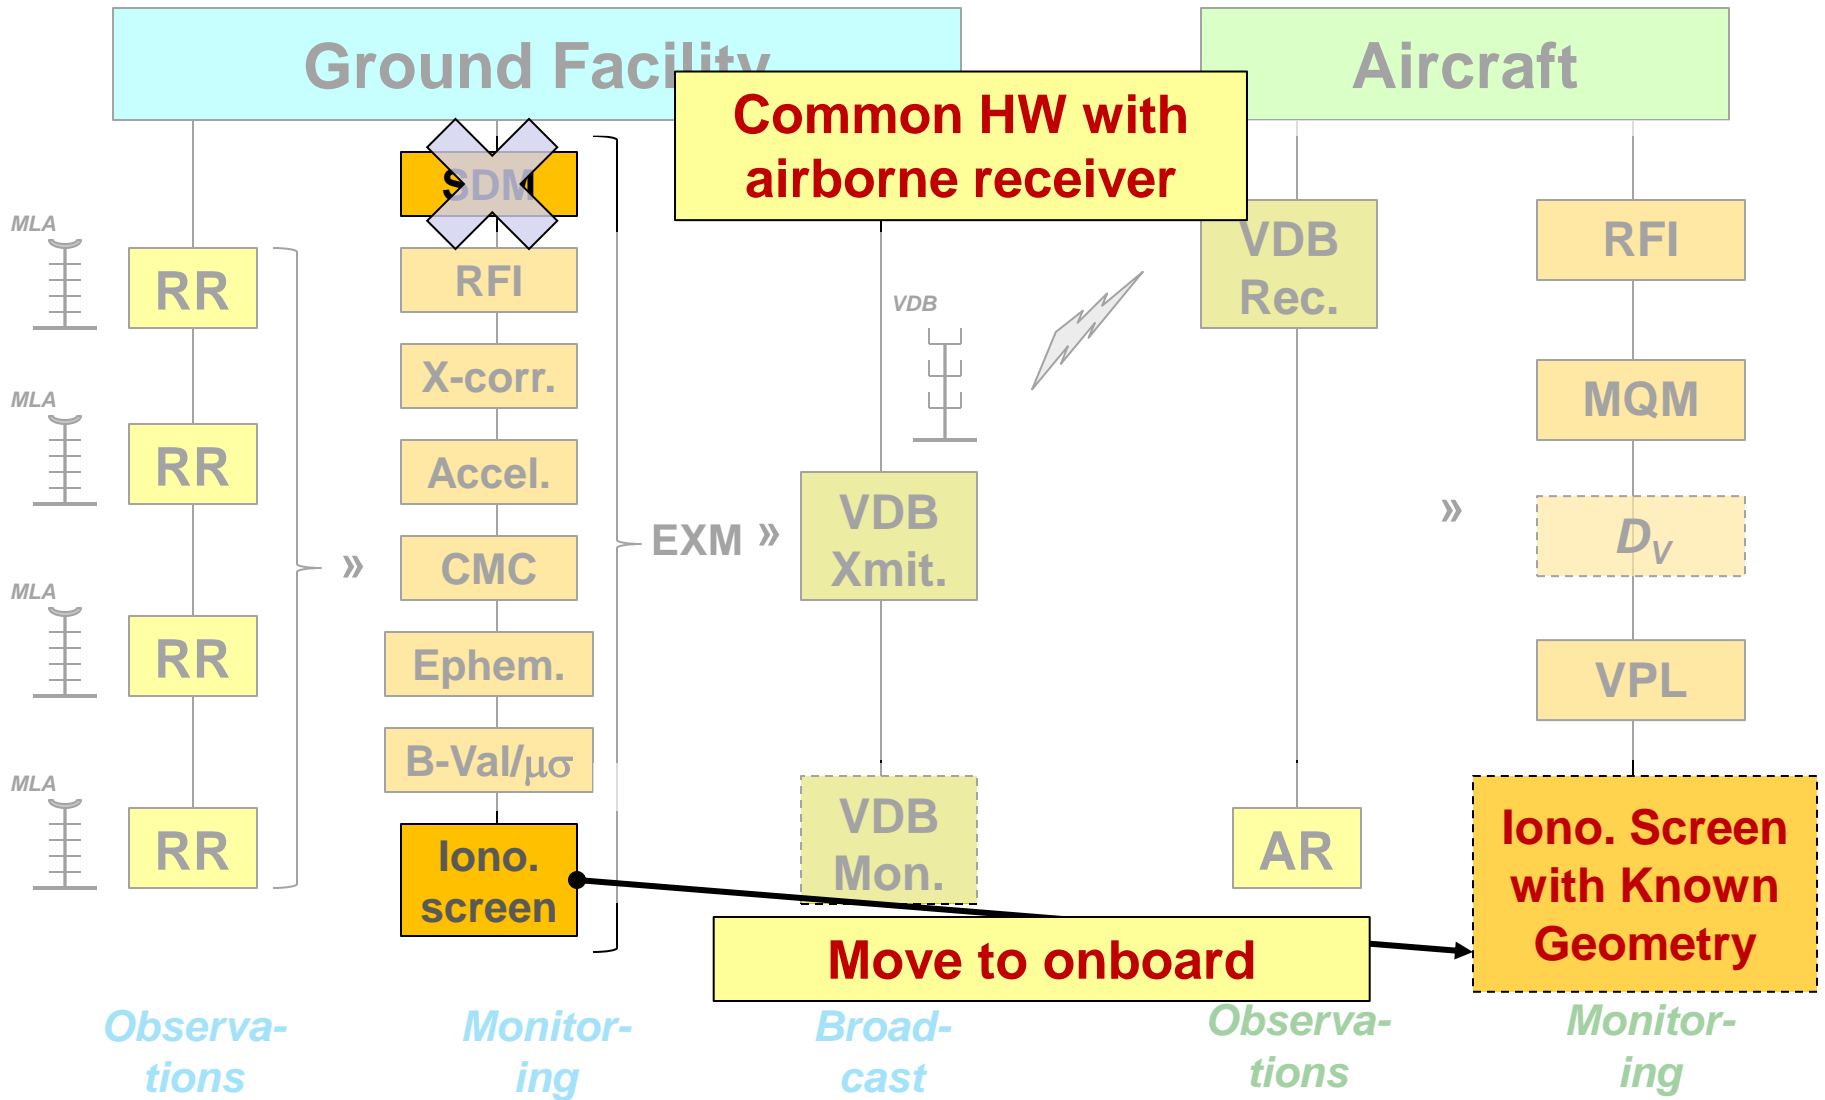 Ground Facility
Aircraft
Common HW with
airborne receiver
SDM
MLA
RR
MLA
RR
MLA
RR
MLA
RR
»
RFI
X-corr.
Accel.
CMC
Ephem.
B-Val/μσ
Iono.
screen
EXM »
VDB
VDB
Xmit.
VDB
Mon.
VDB
Rec.
AR
»
RFI
MQM
DV
VPL
Iono. Screen
with Known
Geometry
Move to onboard
Observa-
tions
Monitor-
ing
Broad-
cast
Observa-
tions
Monitor-
ing